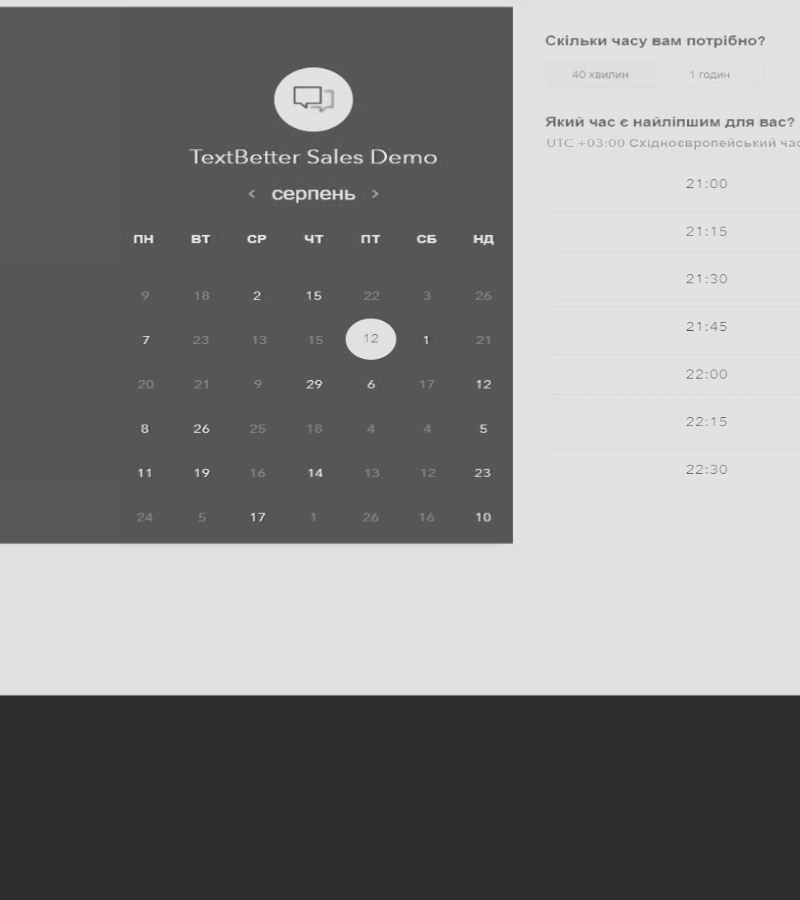 TextBetter Sales Demo
< серпень >
ПН ВТ СР ЧТ ПТ СБ НД
9 18 2 15 22 3 26
7 23 13 15 12 1 21
20 21 9 29 6 17 12
8 26 25 18 4 4 5
11 19 16 14 13 12 23
24 5 17 1 26 16 10
Скільки часу вам потрібно?
40 хвилин 1 годин
Який час є найліпшим для вас?
UTC +03:00 Східноєвропейський час
21:00
21:15
21:30
21:45
22:00
22:15
22:30